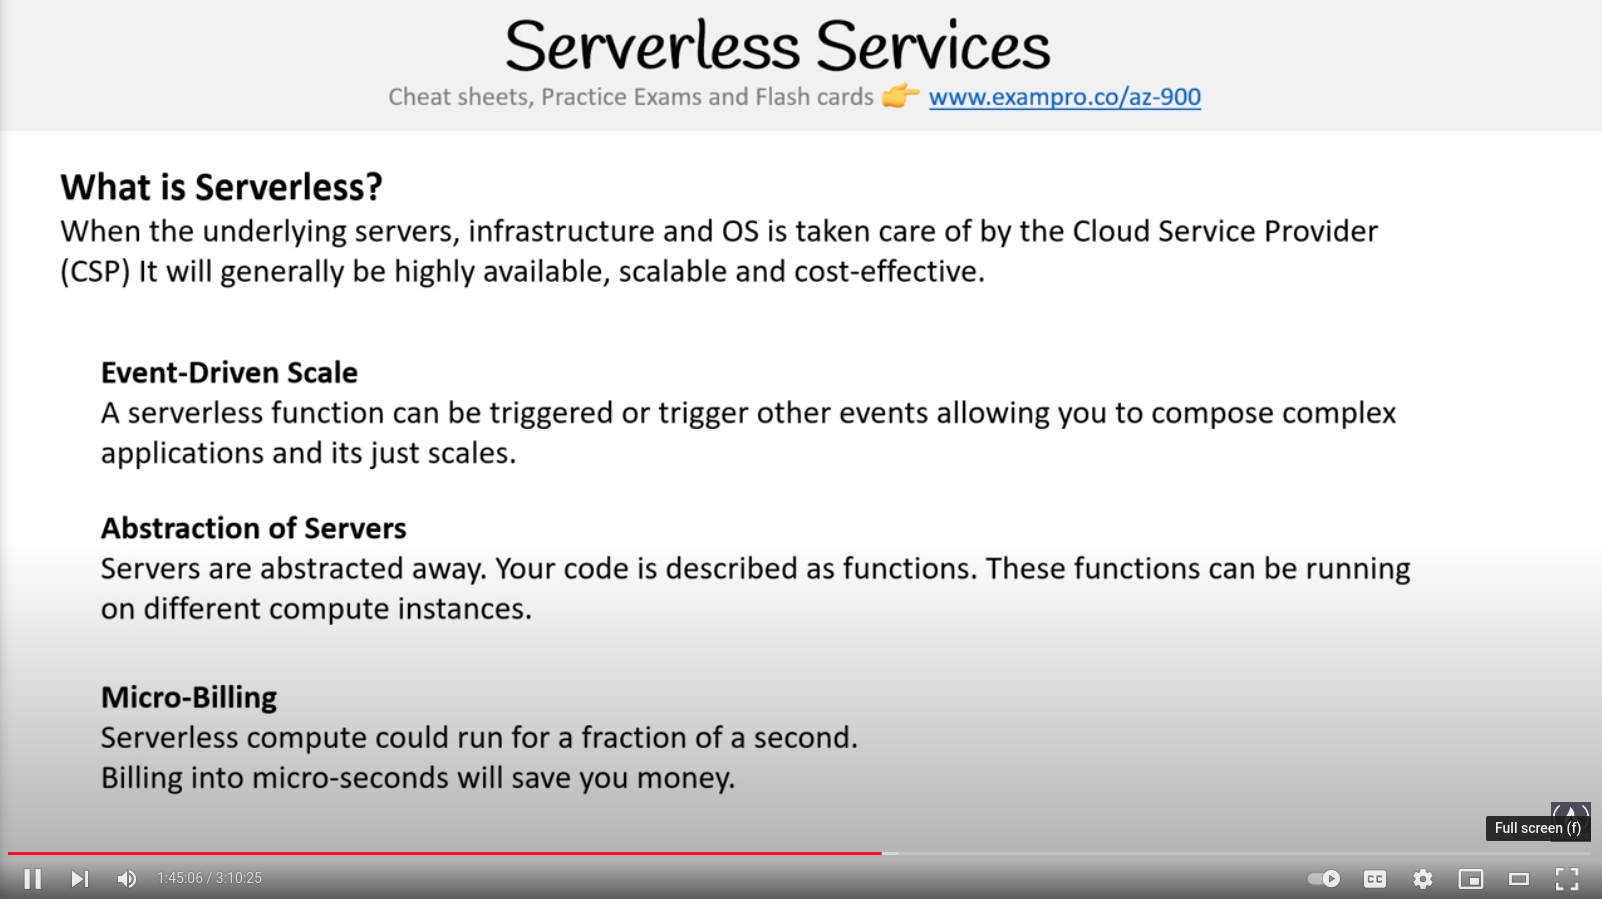 Serverless Services
Cheat sheets, Practice Exams and Flash cards 👉 www.exampro.co/az-900
What is Serverless?
When the underlying servers, infrastructure and OS is taken care of by the Cloud Service Provider
(CSP) It will generally be highly available, scalable and cost-effective.
Event-Driven Scale
A serverless function can be triggered or trigger other events allowing you to compose complex
applications and its just scales.
Abstraction of Servers
Servers are abstracted away. Your code is described as functions. These functions can be running
on different compute instances.
Micro-Billing
Serverless compute could run for a fraction of a second.
Billing into micro-seconds will save you money.
Full screen (f)
1:45:06 / 3:10:25
CC